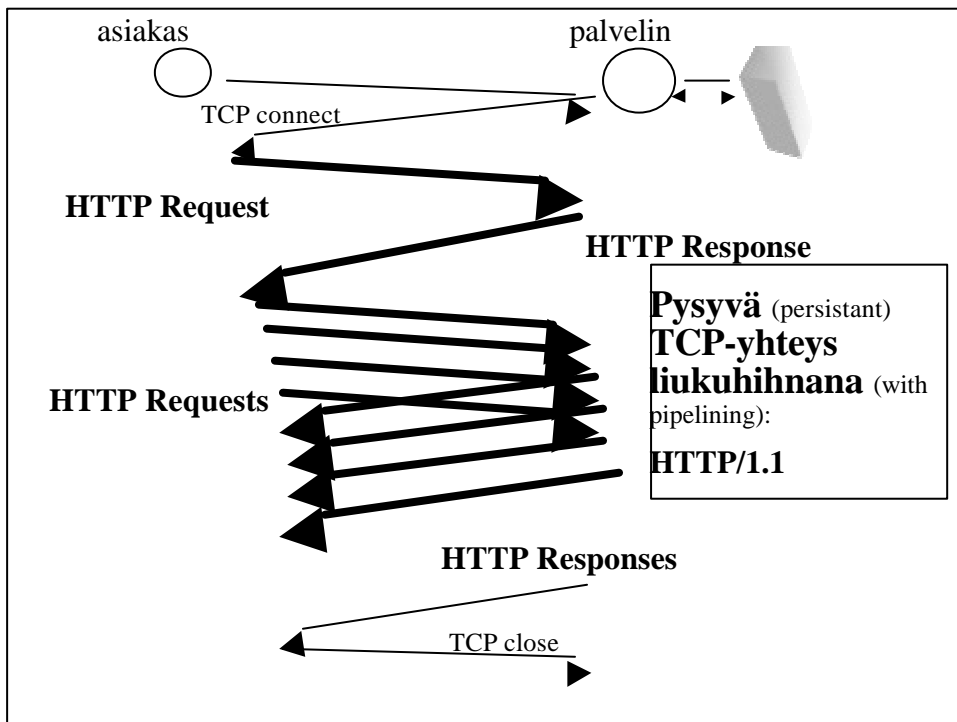 asiakas
palvelin
TCP connect
HTTP Request
HTTP Response
Pysyvä (persistant)
TCP-yhteys
liukuhihnana (with
pipelining):
HTTP/1.1
HTTP Requests
HTTP Responses
TCP close